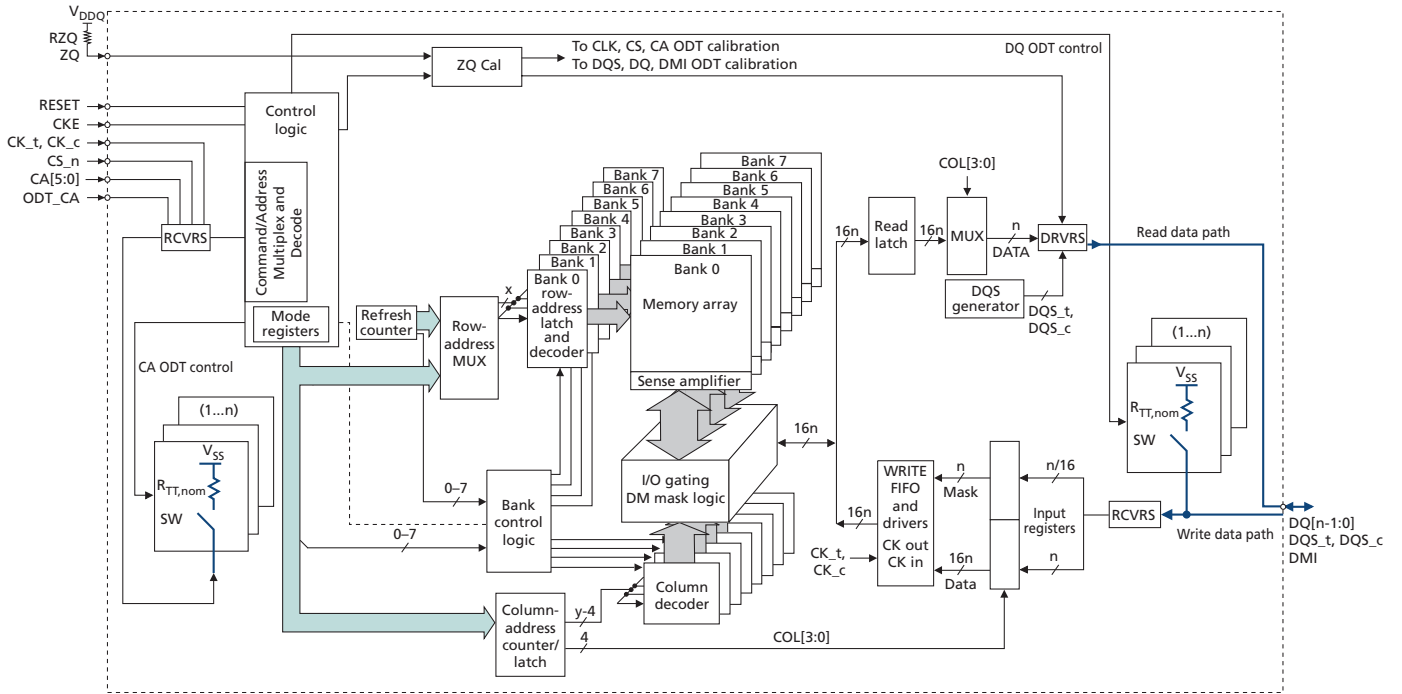 V_DDQ
RZQ
ZQ
RESET
CKE
CK_t, CK_c
CS_n
CA[5:0]
ODT_CA
RCVRS
Control
logic
Command/Address
Multiplex and
Decode
Mode
registers
CA ODT control
(1...n)
V_SS
R_TT,nom
SW
ZQ Cal
To CLK, CS, CA ODT calibration
To DQS, DQ, DMI ODT calibration
DQ ODT control
Refresh
counter
Row-
address
MUX
x
Bank 7
Bank 6
Bank 5
Bank 4
Bank 3
Bank 2
Bank 1
Bank 0
row-
address
latch
and
decoder
Bank 7
Bank 6
Bank 5
Bank 4
Bank 3
Bank 2
Bank 1
Bank 0
Memory array
Sense amplifier
0–7
0–7
Bank
control
logic
I/O gating
DM mask logic
Column
decoder
Column-
address
counter/
latch
y-4
4
COL[3:0]
16n
16n
Read
latch
16n
COL[3:0]
MUX
n
DATA
DRVRS
DQS
generator
DQS_t,
DQS_c
Read data path
(1...n)
V_SS
R_TT,nom
SW
16n
CK_t,
CK_c
WRITE
FIFO
and
drivers
CK out
CK in
n
Mask
16n
Data
Input
registers
n/16
n
RCVRS
Write data path
DQ[n-1:0]
DQS_t, DQS_c
DMI